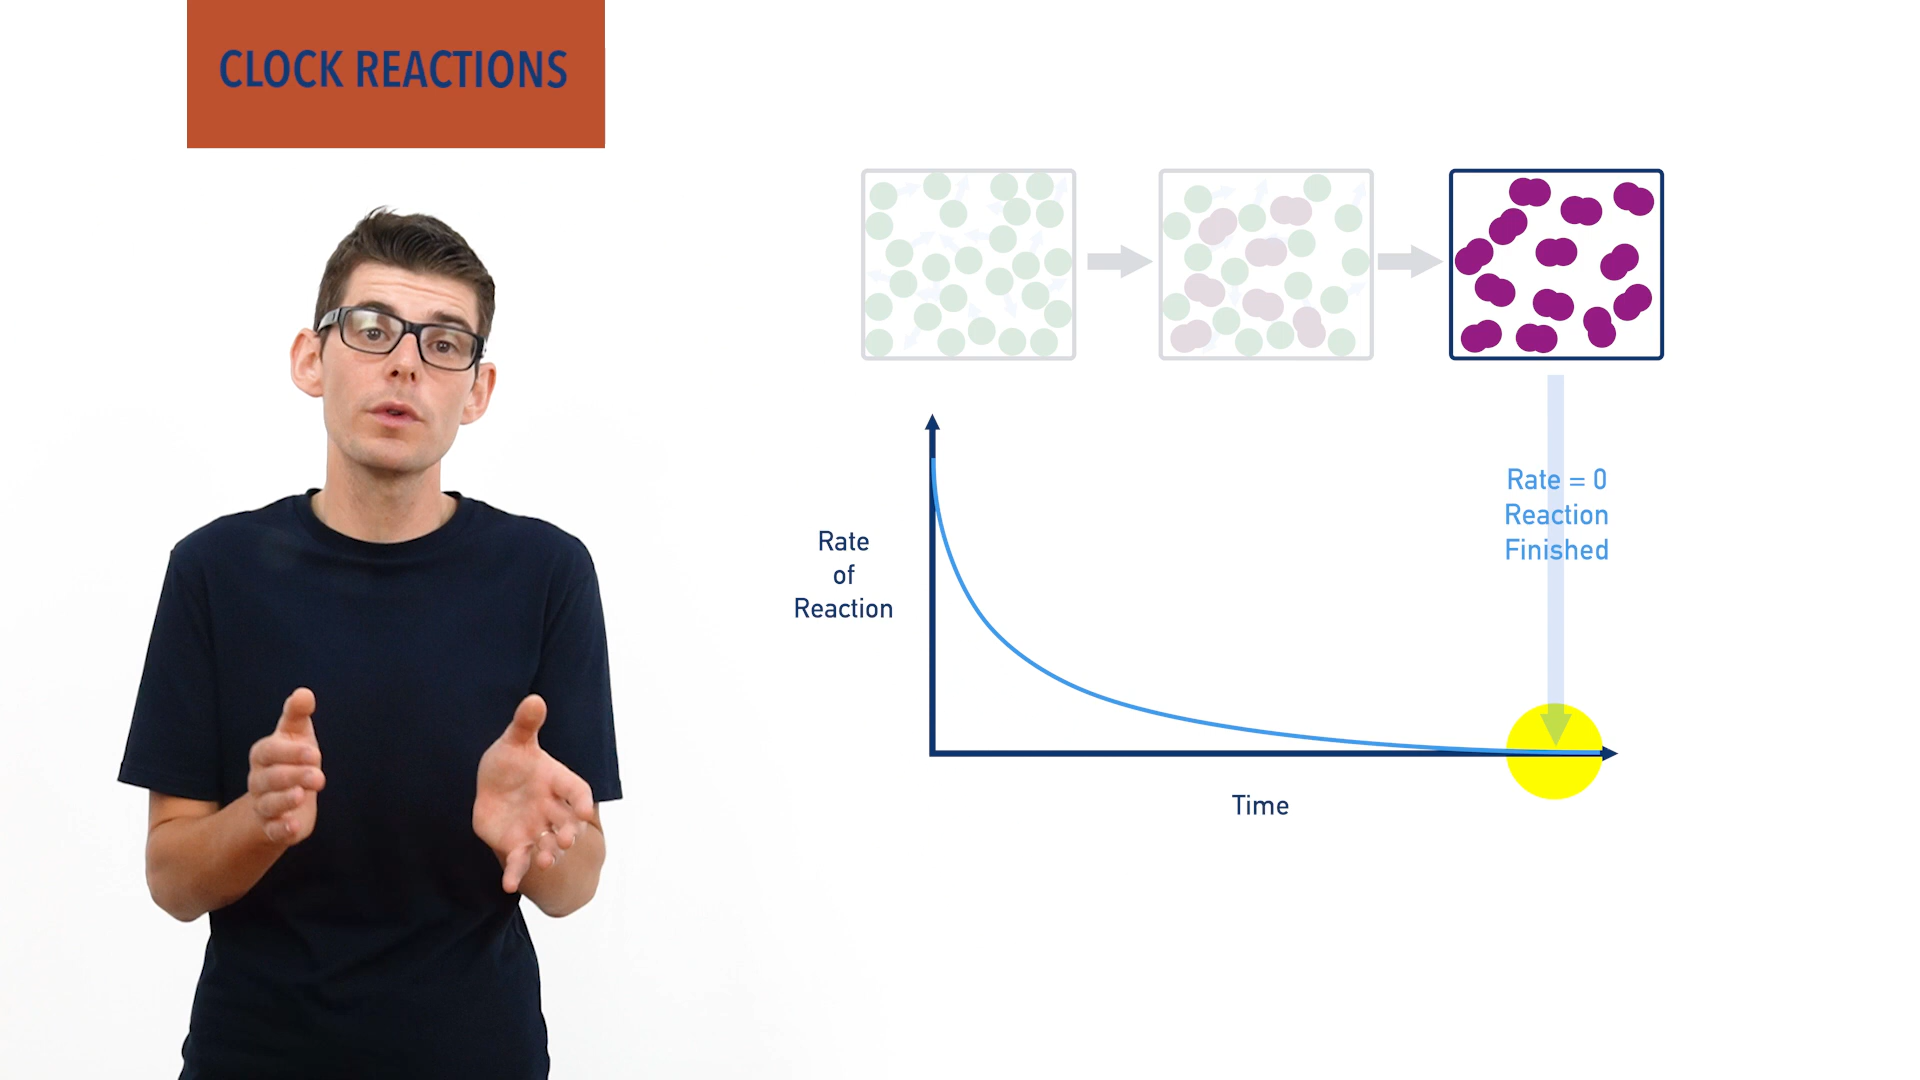 CLOCK REACTIONS
Rate = 0
Reaction
Finished
Rate
of
Reaction
Time